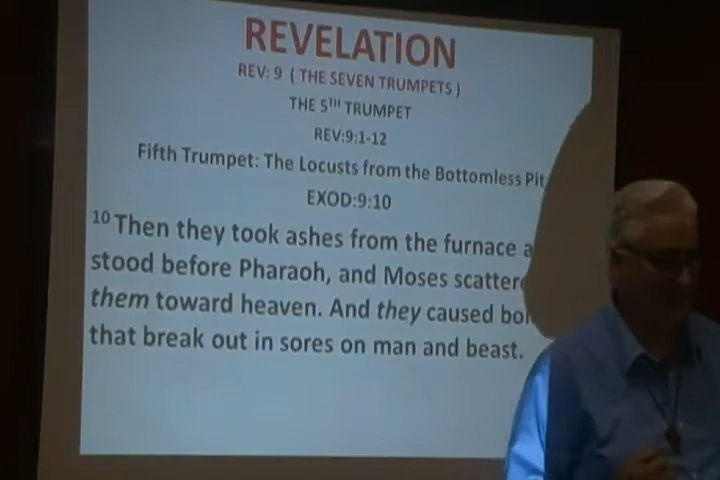 REVELATION
REV: 9 ( THE SEVEN TRUMPETS )
THE 5TH TRUMPET
REV:9:1-12
Fifth Trumpet: The Locusts from the Bottomless Pit
EXOD:9:10
10 Then they took ashes from the furnace a
stood before Pharaoh, and Moses scattere
them toward heaven. And they caused boi
that break out in sores on man and beast.